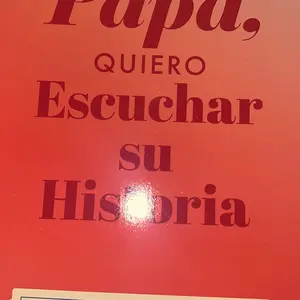 Papá,
QUIERO
Escuchar
su
Historia